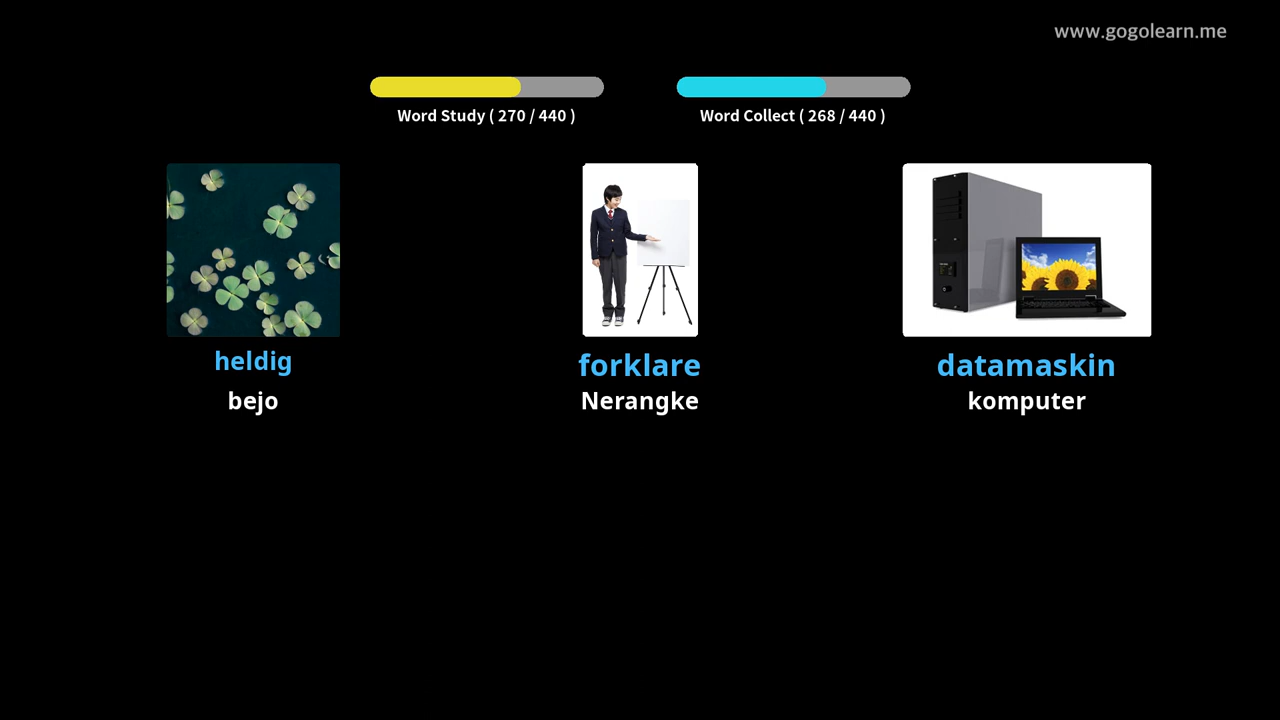 www.gogolearn.me
Word Study ( 270 / 440 )
Word Collect ( 268 / 440 )
heldig
bejo
forklare
Nerangke
datamaskin
komputer